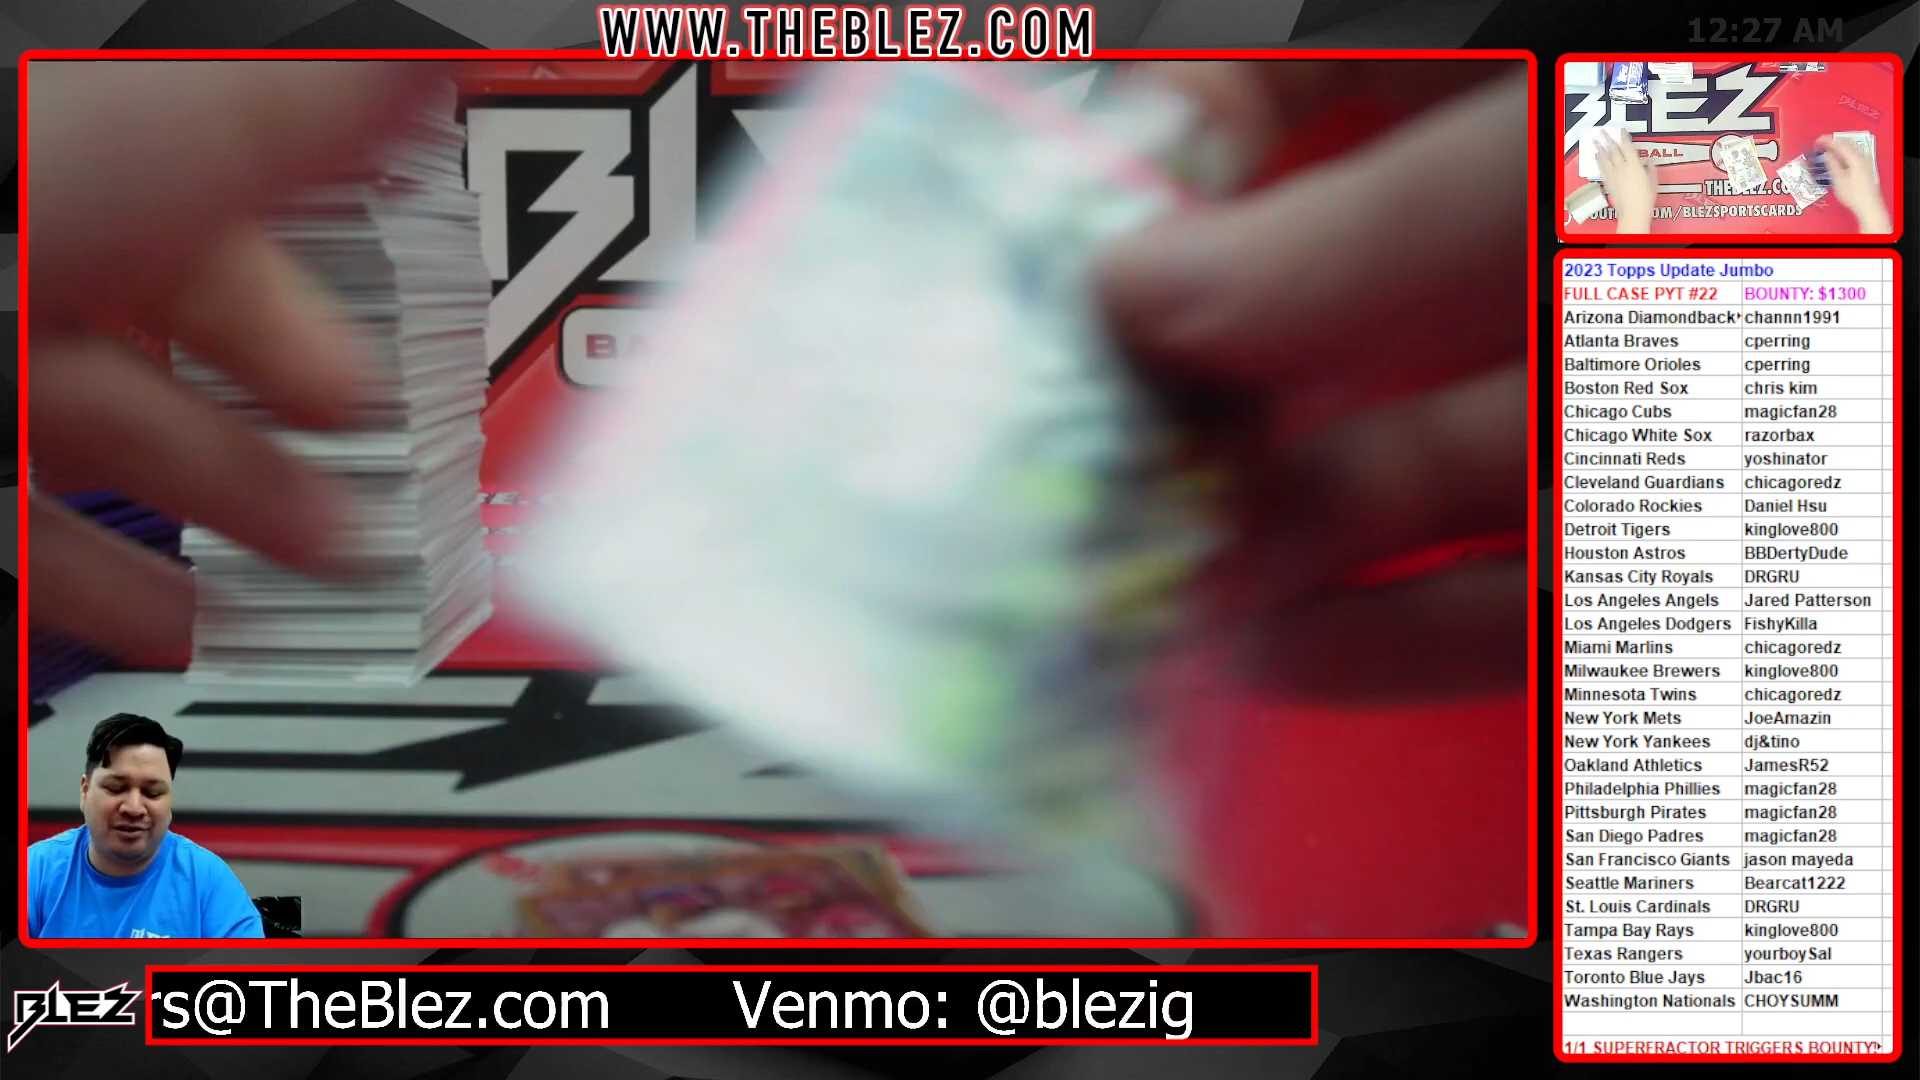 WWW.THEBLEZ.COM
12:27 AM
BLEZ
BALL
THEBLEZ.CO
COM/BLEZSPORTSCARDS
2023 Topps Update Jumbo
FULL CASE PYT #22 BOUNTY: $1300
Arizona Diamondback channn1991
Atlanta Braves cperring
Baltimore Orioles cperring
Boston Red Sox chris kim
Chicago Cubs magicfan28
Chicago White Sox razorbax
Cincinnati Reds yoshinator
Cleveland Guardians chicagoredz
Colorado Rockies Daniel Hsu
Detroit Tigers kinglove800
Houston Astros BBDertyDude
Kansas City Royals DRGRU
Los Angeles Angels Jared Patterson
Los Angeles Dodgers FishyKilla
Miami Marlins chicagoredz
Milwaukee Brewers kinglove800
Minnesota Twins chicagoredz
New York Mets JoeAmazin
New York Yankees dj&tino
Oakland Athletics JamesR52
Philadelphia Phillies magicfan28
Pittsburgh Pirates magicfan28
San Diego Padres magicfan28
San Francisco Giants jason mayeda
Seattle Mariners Bearcat1222
St. Louis Cardinals DRGRU
Tampa Bay Rays kinglove800
Texas Rangers yourboySal
Toronto Blue Jays Jbac16
Washington Nationals CHOYSUMM
1/1 SUPERFRACTOR TRIGGERS BOUNTY!
BLEZ
rs@TheBlez.com Venmo: @blezig